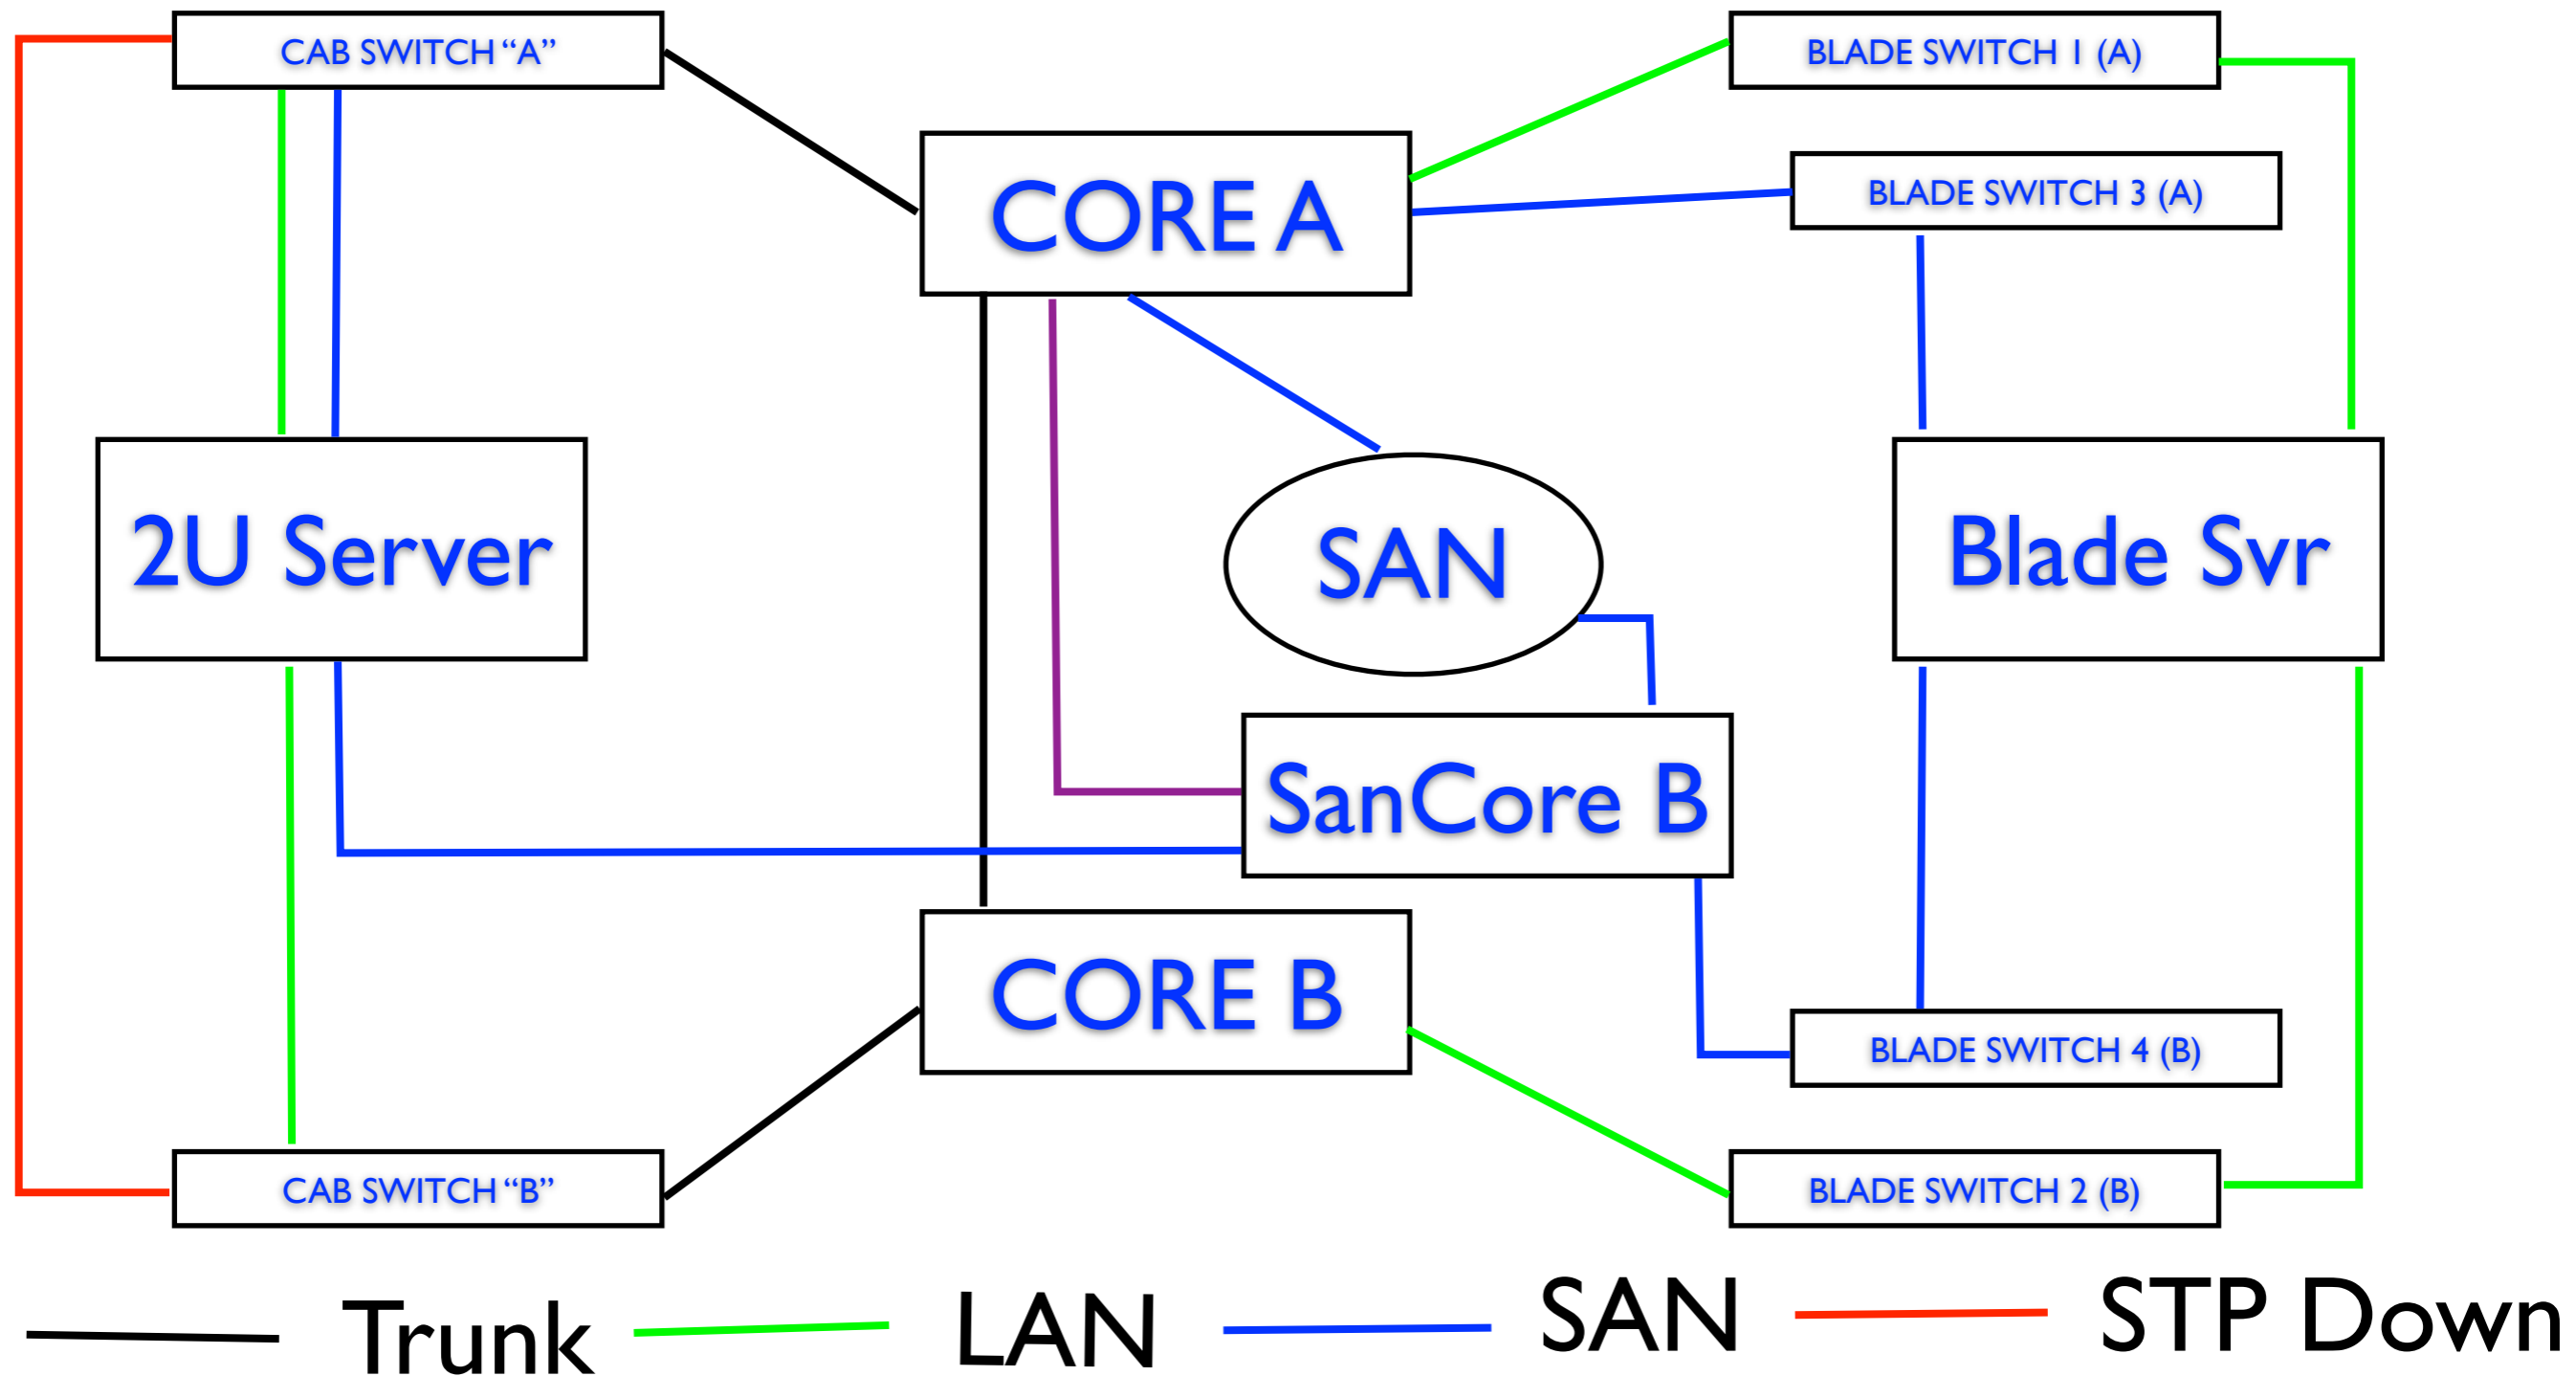 CAB SWITCH “A”
BLADE SWITCH 1 (A)
CORE A
BLADE SWITCH 3 (A)
2U Server
SAN
Blade Svr
SanCore B
CORE B
BLADE SWITCH 4 (B)
CAB SWITCH “B”
BLADE SWITCH 2 (B)
Trunk
LAN
SAN
STP Down